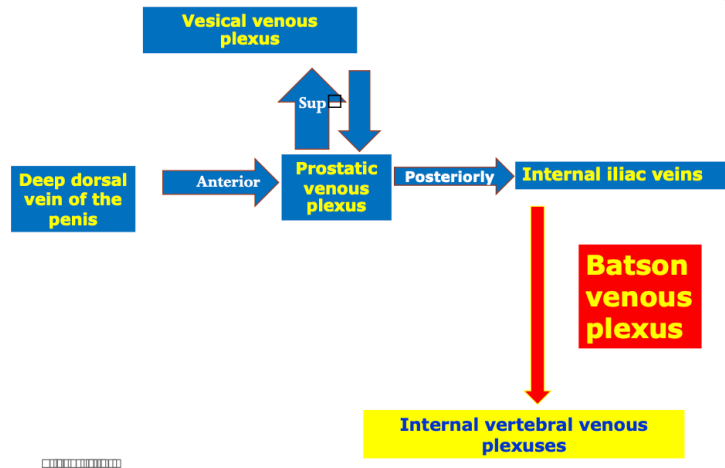 Vesical venous
plexus
Sup
Deep dorsal
vein of the
penis
Anterior
Prostatic
venous
plexus
Posteriorly
Internal iliac veins
Batson
venous
plexus
Internal vertebral venous
plexuses